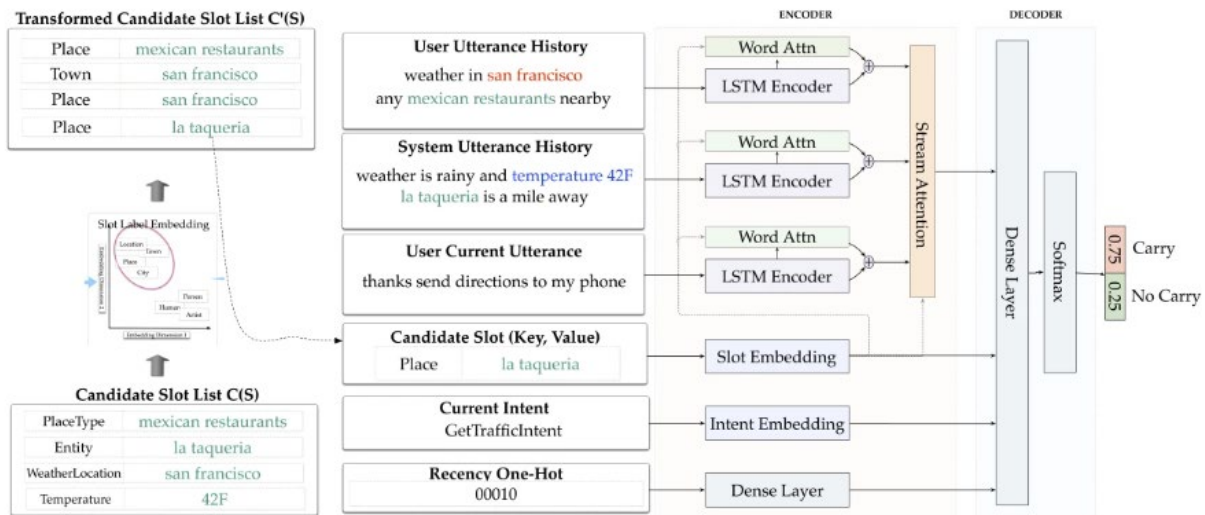 Transformed Candidate Slot List C'(S)
Place mexican restaurants
Town san francisco
Place san francisco
Place la taqueria
Slot Label Embedding
Location
Town
Place
City
Person
Human
Artist
Embedding Dimension 2
Embedding Dimension 1
Candidate Slot List C(S)
PlaceType mexican restaurants
Entity la taqueria
WeatherLocation san francisco
Temperature 42F
User Utterance History
weather in san francisco
any mexican restaurants nearby
System Utterance History
weather is rainy and temperature 42F
la taqueria is a mile away
User Current Utterance
thanks send directions to my phone
Candidate Slot (Key, Value)
Place la taqueria
Current Intent
GetTrafficIntent
Recency One-Hot
00010
ENCODER
Word Attn
LSTM Encoder
Word Attn
LSTM Encoder
Word Attn
LSTM Encoder
Stream Attention
Slot Embedding
Intent Embedding
Dense Layer
DECODER
Dense Layer
Softmax
0.75 Carry
0.25 No Carry